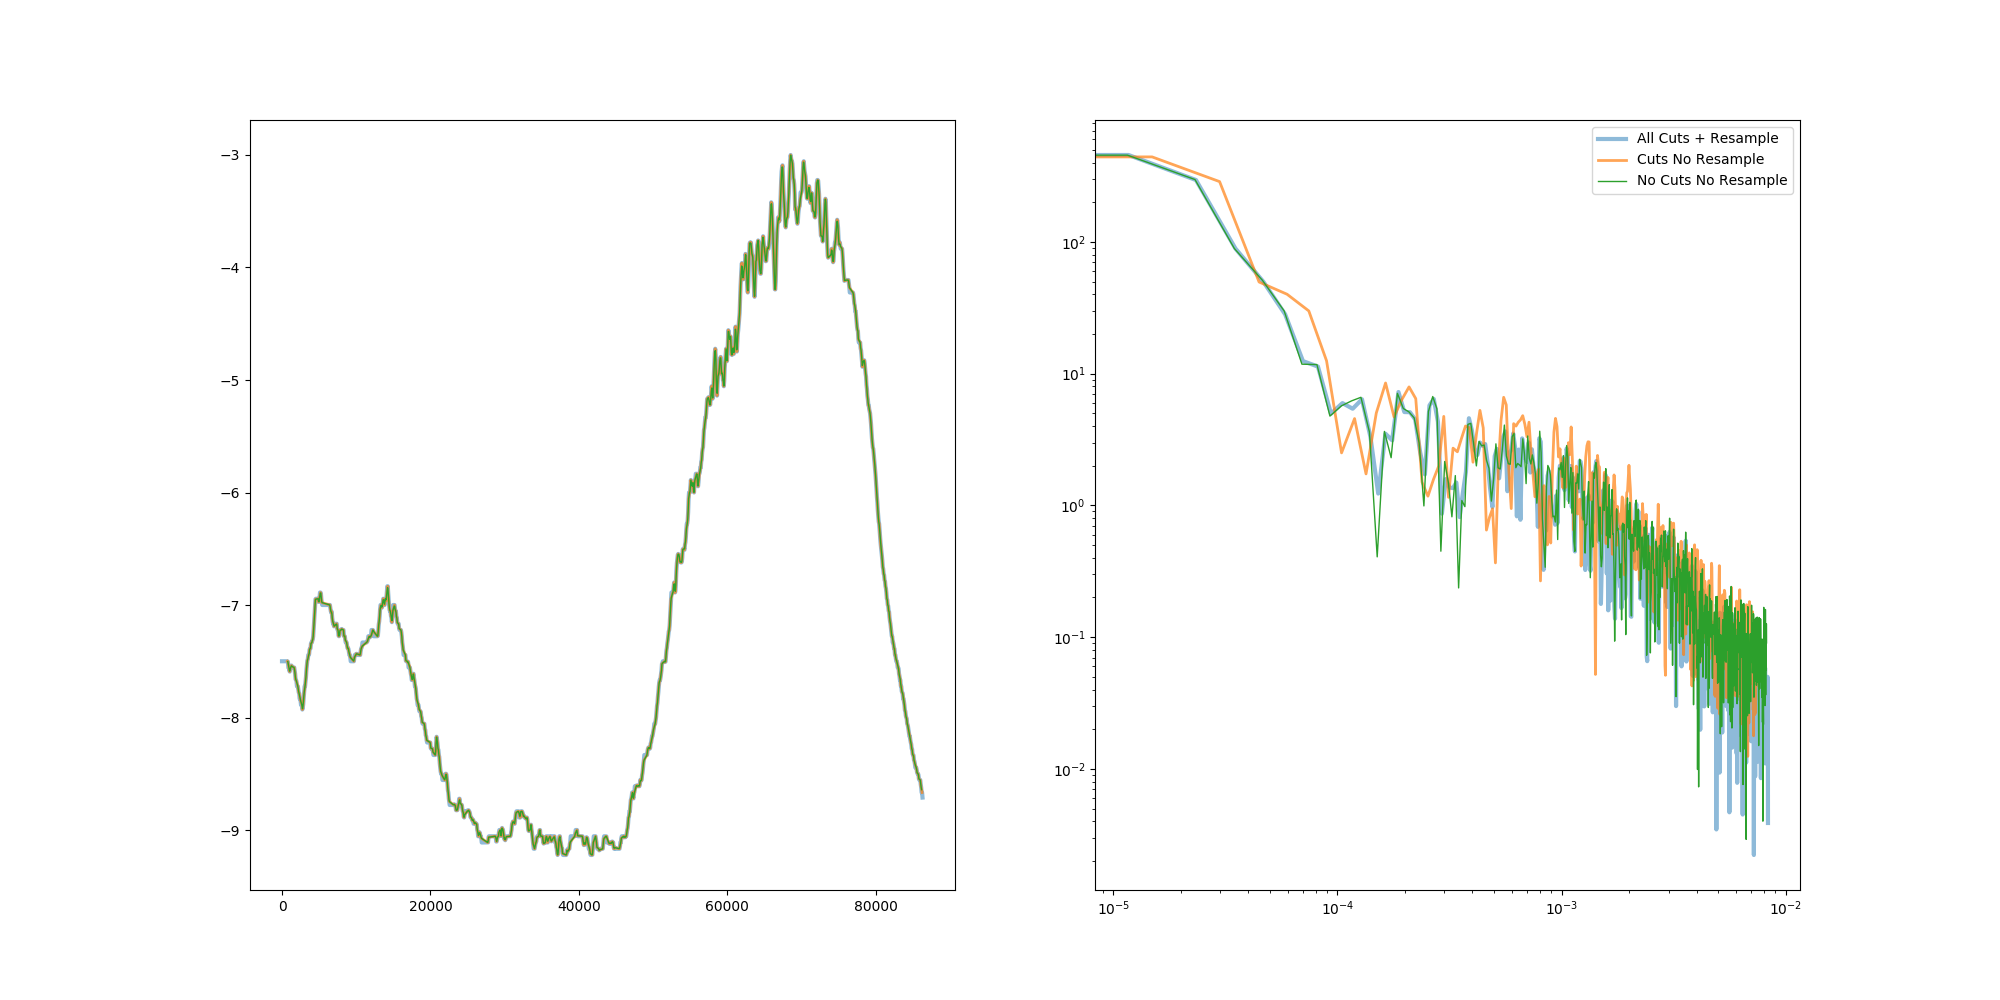 −3
−4
−5
−6
−7
−8
−9
0 20000 40000 60000 80000
All Cuts + Resample
Cuts No Resample
No Cuts No Resample
10²
10¹
10⁰
10⁻¹
10⁻²
10⁻⁵ 10⁻⁴ 10⁻³ 10⁻²